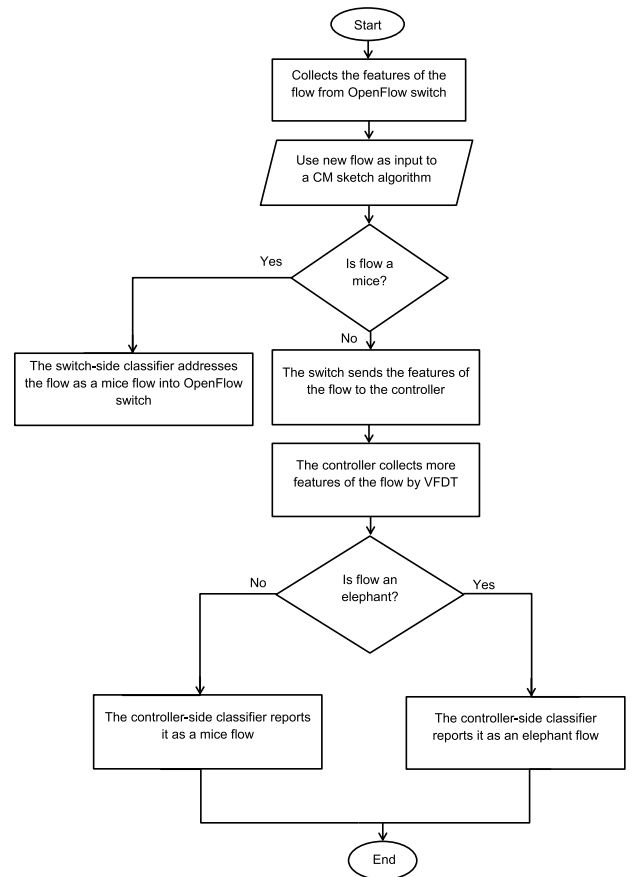 Start
Collects the features of the
flow from OpenFlow switch
Use new flow as input to
a CM sketch algorithm
Yes
Is flow a
mice?
No
The switch-side classifier addresses
the flow as a mice flow into OpenFlow
switch
The switch sends the features of
the flow to the controller
The controller collects more
features of the flow by VFDT
No
Is flow an
elephant?
Yes
The controller-side classifier reports
it as a mice flow
The controller-side classifier
reports it as an elephant flow
End